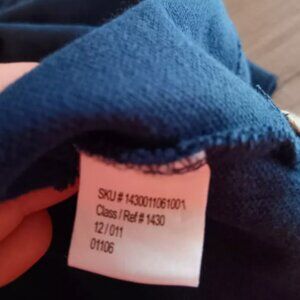 SKU # 1430011061001
Class / Ref # 1430
12 / 011
01106